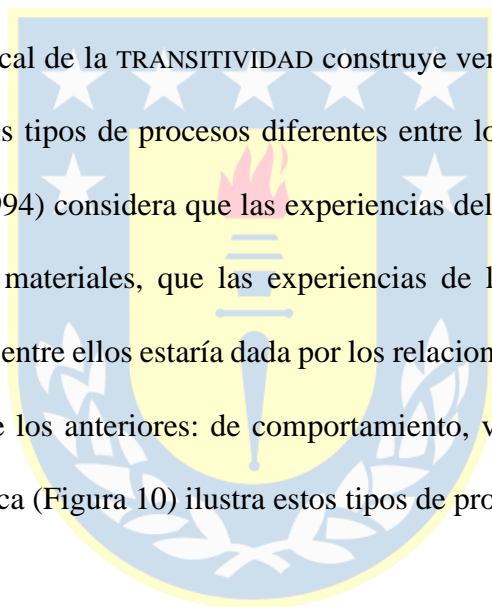 cal de la TRANSITIVIDAD construye ver
s tipos de procesos diferentes entre lo
94) considera que las experiencias del
materiales, que las experiencias de l
entre ellos estaría dada por los relacion
e los anteriores: de comportamiento, v
ca (Figura 10) ilustra estos tipos de pro